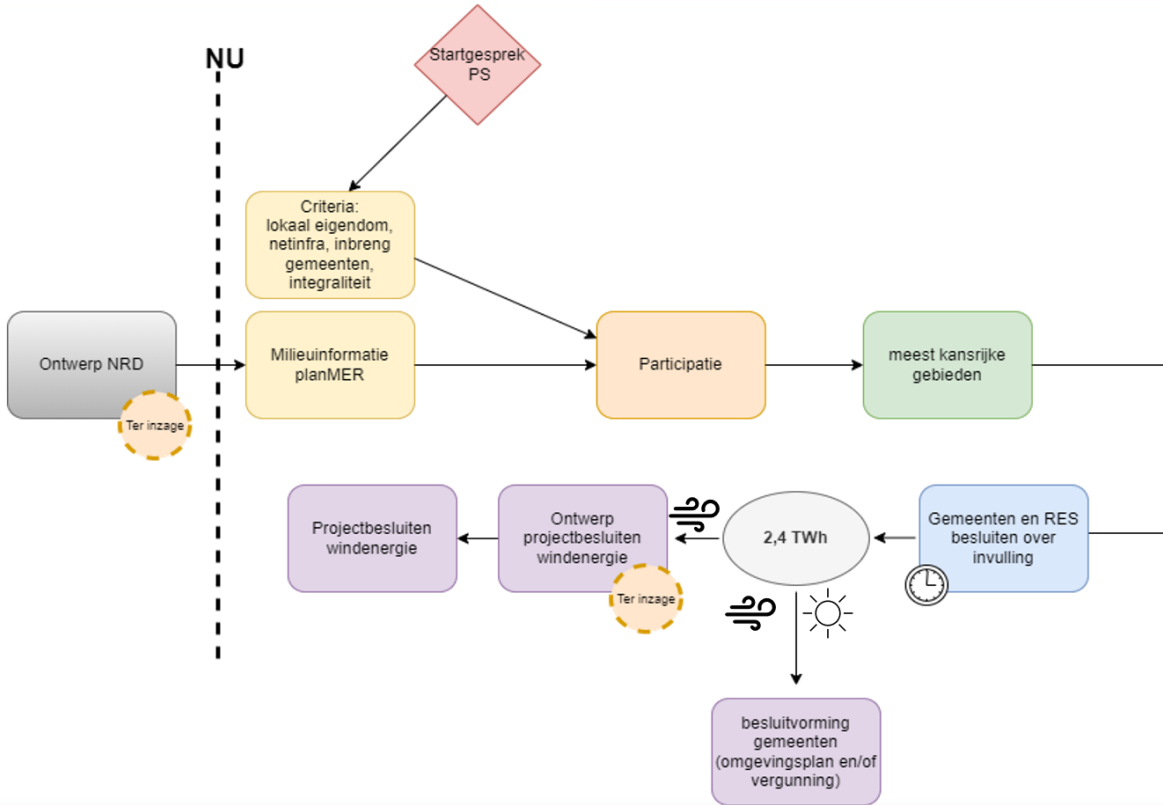 NU
Startgesprek
PS
Criteria:
lokaal eigendom,
netinfra, inbreng
gemeenten,
integraliteit
Ontwerp NRD
Ter inzage
Milieuinformatie
planMER
Participatie
meest kansrijke
gebieden
Gemeenten en RES
besluiten over
invulling
2,4 TWh
Ontwerp
projectbesluiten
windenergie
Ter inzage
Projectbesluiten
windenergie
besluitvorming
gemeenten
(omgevingsplan en/of
vergunning)